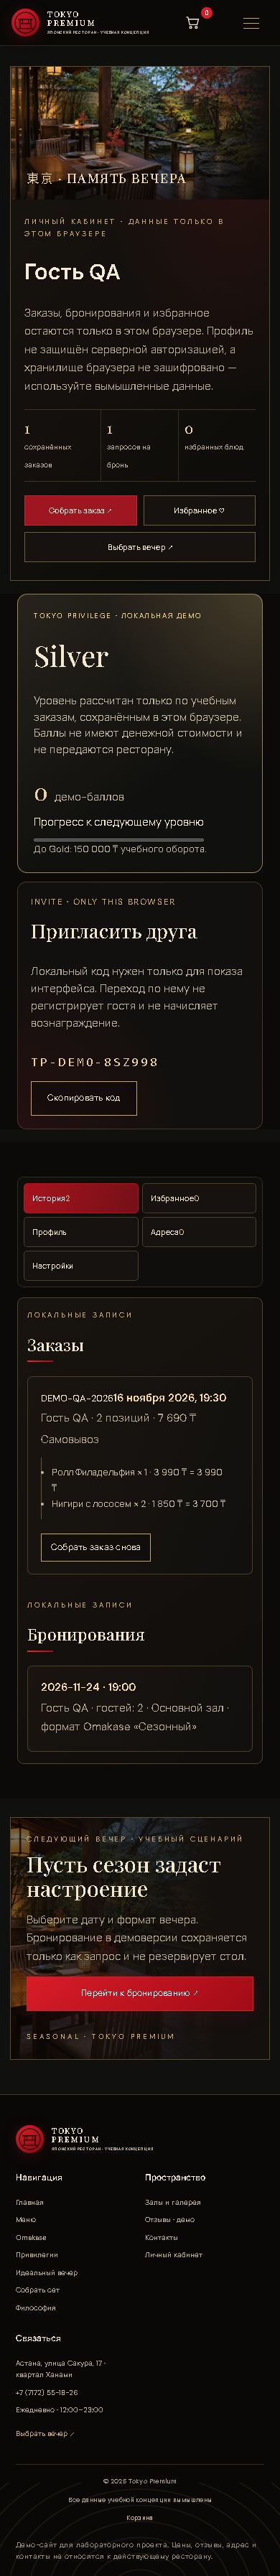 TOKYO
PREMIUM
ЯПОНСКИЙ РЕСТОРАН · УЧЕБНАЯ КОНЦЕПЦИЯ
0
東京 · ПАМЯТЬ ВЕЧЕРА
ЛИЧНЫЙ КАБИНЕТ · ДАННЫЕ ТОЛЬКО В
ЭТОМ БРАУЗЕРЕ
Гость QA
Заказы, бронирования и избранное
остаются только в этом браузере. Профиль
не защищён серверной авторизацией, а
хранилище браузера не зашифровано —
используйте вымышленные данные.
1
сохранённых
заказов
1
запросов на
бронь
0
избранных блюд
Собрать заказ ↗
Избранное ♡
Выбрать вечер ↗
TOKYO PRIVILEGE · ЛОКАЛЬНАЯ ДЕМО
Silver
Уровень рассчитан только по учебным
заказам, сохранённым в этом браузере.
Баллы не имеют денежной стоимости и
не передаются ресторану.
0 демо-баллов
Прогресс к следующему уровню
До Gold: 150 000 ₸ учебного оборота.
INVITE · ONLY THIS BROWSER
Пригласить друга
Локальный код нужен только для показа
интерфейса. Переход по нему не
регистрирует гостя и не начисляет
вознаграждение.
TP-DEMO-8SZ998
Скопировать код
История2
Избранное0
Профиль
Адреса0
Настройки
ЛОКАЛЬНЫЕ ЗАПИСИ
Заказы
DEMO-QA-202616 ноября 2026, 19:30
Гость QA · 2 позиций · 7 690 ₸
Самовывоз
Ролл Филадельфия × 1 · 3 990 ₸ = 3 990
₸
Нигири с лососем × 2 · 1 850 ₸ = 3 700 ₸
Собрать заказ снова
ЛОКАЛЬНЫЕ ЗАПИСИ
Бронирования
2026-11-24 · 19:00
Гость QA · гостей: 2 · Основной зал ·
формат Omakase «Сезонный»
СЛЕДУЮЩИЙ ВЕЧЕР · УЧЕБНЫЙ СЦЕНАРИЙ
Пусть сезон задаст
настроение
Выберите дату и формат вечера.
Бронирование в демоверсии сохраняется
только как запрос и не резервирует стол.
Перейти к бронированию ↗
SEASONAL · TOKYO PREMIUM
TOKYO
PREMIUM
ЯПОНСКИЙ РЕСТОРАН · УЧЕБНАЯ КОНЦЕПЦИЯ
Навигация
Главная
Меню
Omakase
Привилегии
Идеальный вечер
Собрать сет
Философия
Пространство
Залы и галерея
Отзывы · демо
Контакты
Личный кабинет
Связаться
Астана, улица Сакура, 17 ·
квартал Ханами
+7 (7172) 55-18-26
Ежедневно · 12:00–23:00
Выбрать вечер ↗
© 2026 Tokyo Premium
Все данные учебной концепции вымышлены
Корзина
Демо-сайт для лабораторного проекта. Цены, отзывы, адрес и
контакты не относятся к действующему ресторану.